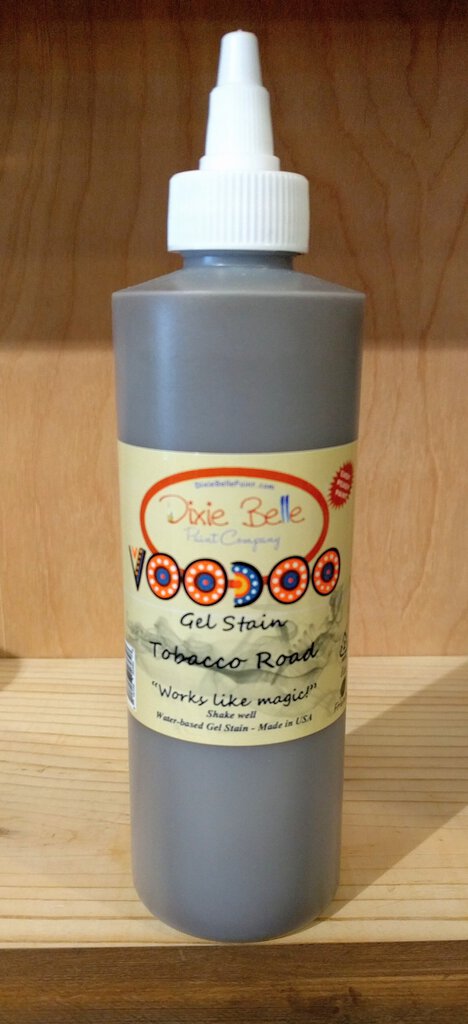 DixieBellePaint.com
Dixie Belle
Paint Company
VOODOO
Gel Stain
Tobacco Road
"Works like magic!"
Shake well
Water-based Gel Stain - Made in USA